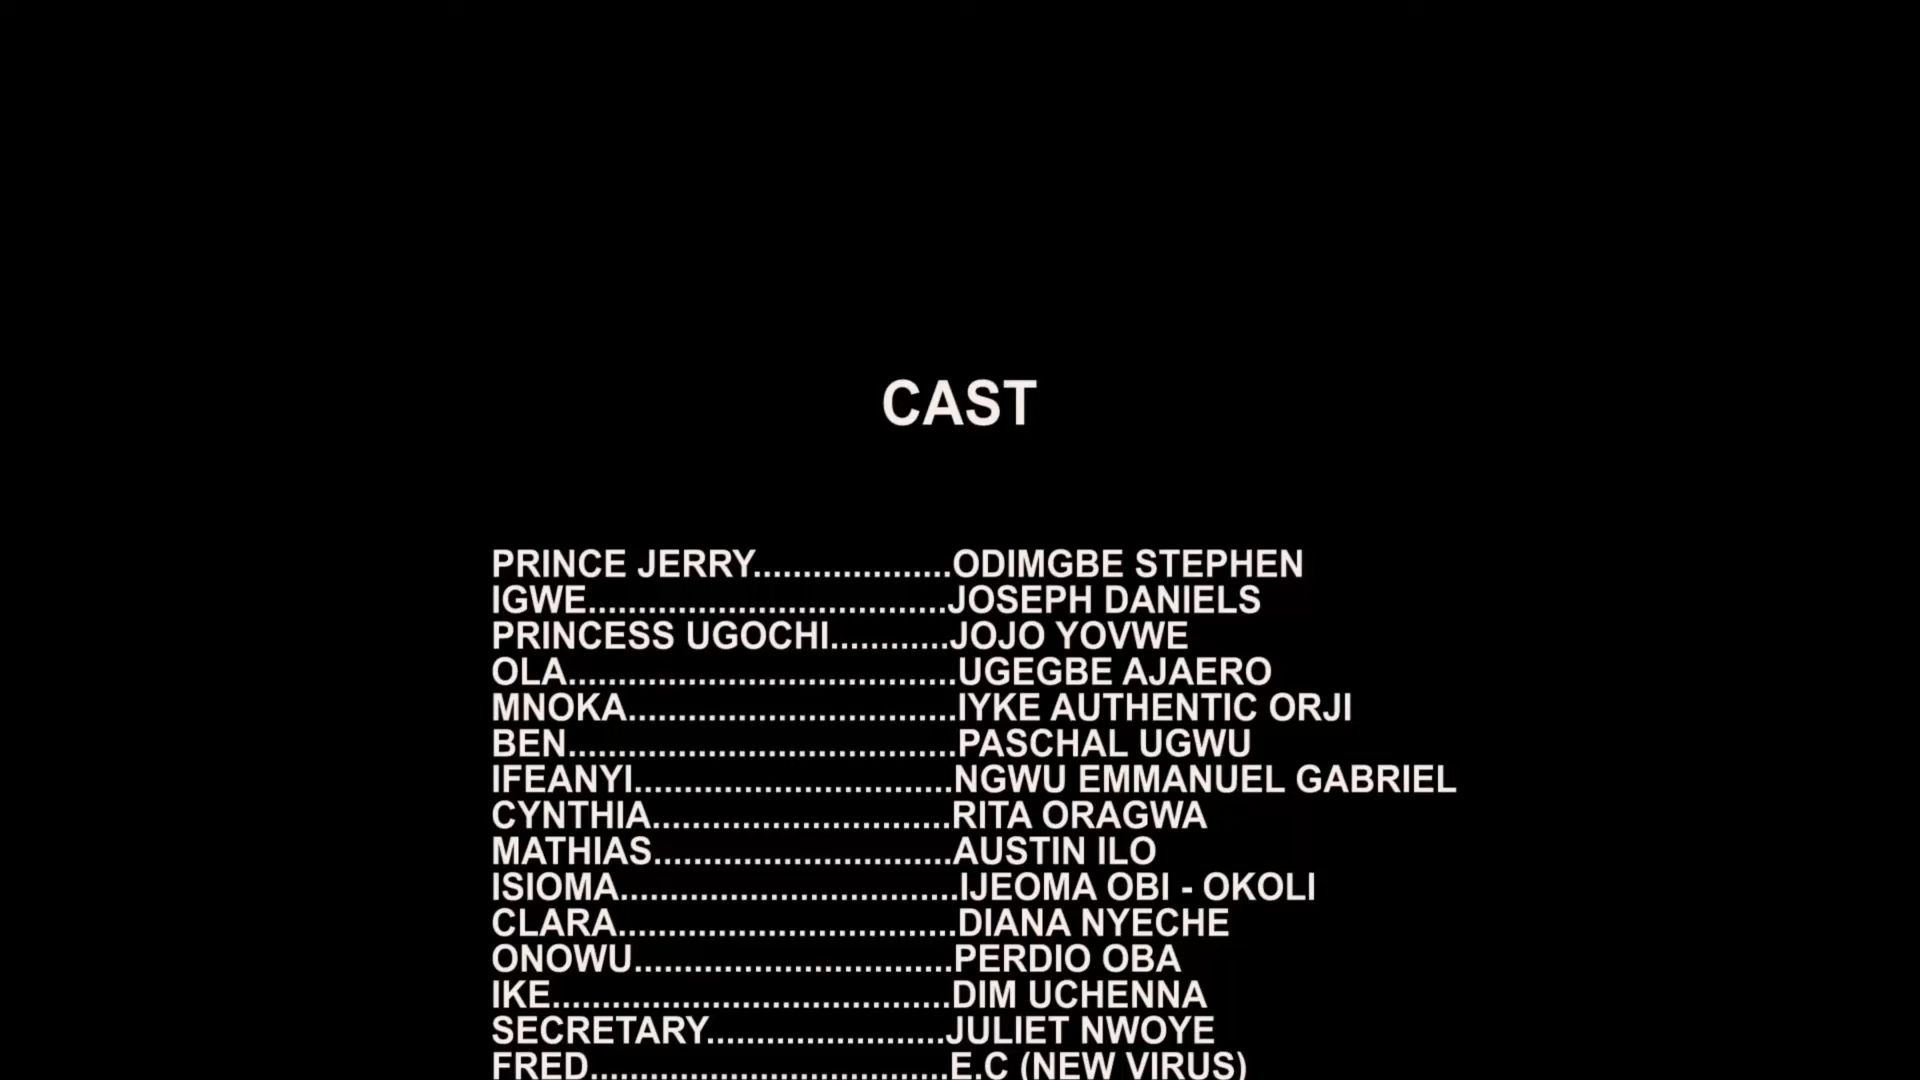 CAST
PRINCE JERRY....................ODIMGBE STEPHEN
IGWE....................................JOSEPH DANIELS
PRINCESS UGOCHI............JOJO YOVWE
OLA.......................................UGEGBE AJAERO
MNOKA.................................IYKE AUTHENTIC ORJI
BEN.......................................PASCHAL UGWU
IFEANYI................................NGWU EMMANUEL GABRIEL
CYNTHIA..............................RITA ORAGWA
MATHIAS..............................AUSTIN ILO
ISIOMA..................................IJEOMA OBI - OKOLI
CLARA..................................DIANA NYECHE
ONOWU................................PERDIO OBA
IKE........................................DIM UCHENNA
SECRETARY........................JULIET NWOYE
FRED....................................E.C (NEW VIRUS)